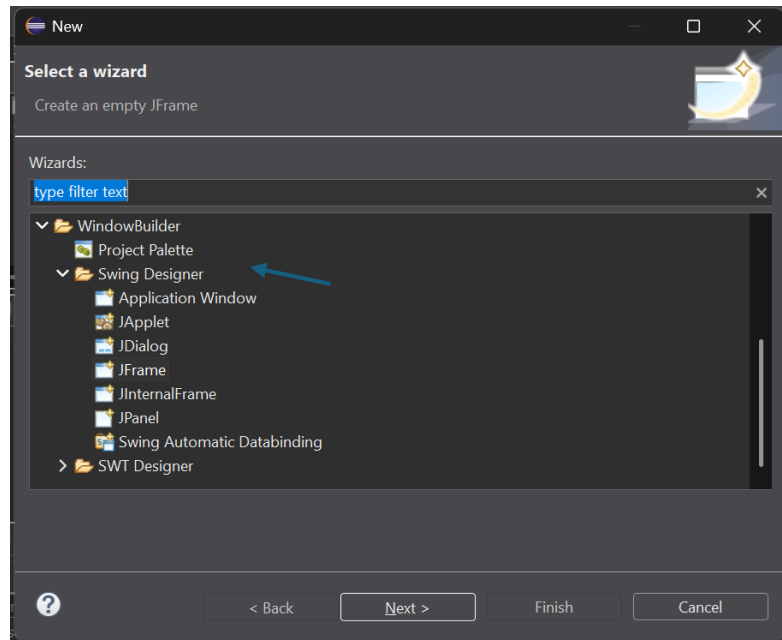 New
Select a wizard
Create an empty JFrame
Wizards:
type filter text
WindowBuilder
Project Palette
Swing Designer
Application Window
JApplet
JDialog
JFrame
JInternalFrame
JPanel
Swing Automatic Databinding
SWT Designer
< Back Next > Finish Cancel